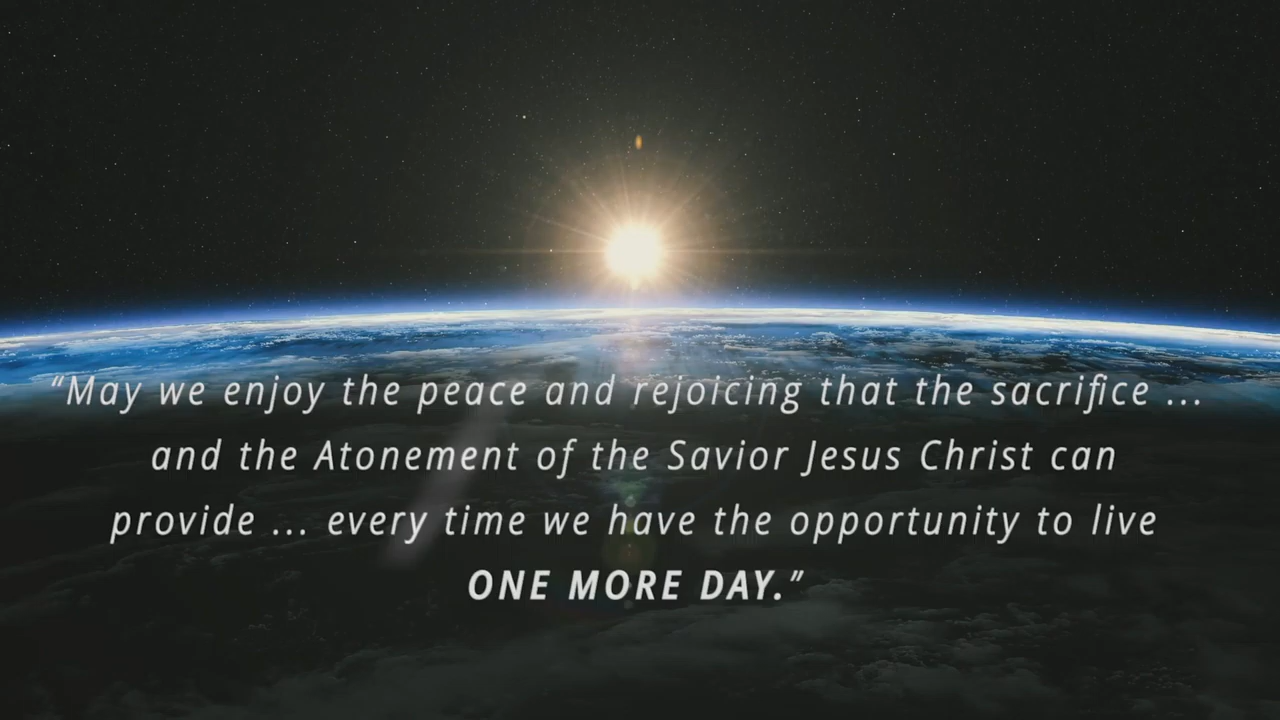 “May we enjoy the peace and rejoicing that the sacrifice ...
and the Atonement of the Savior Jesus Christ can
provide ... every time we have the opportunity to live
ONE MORE DAY.”